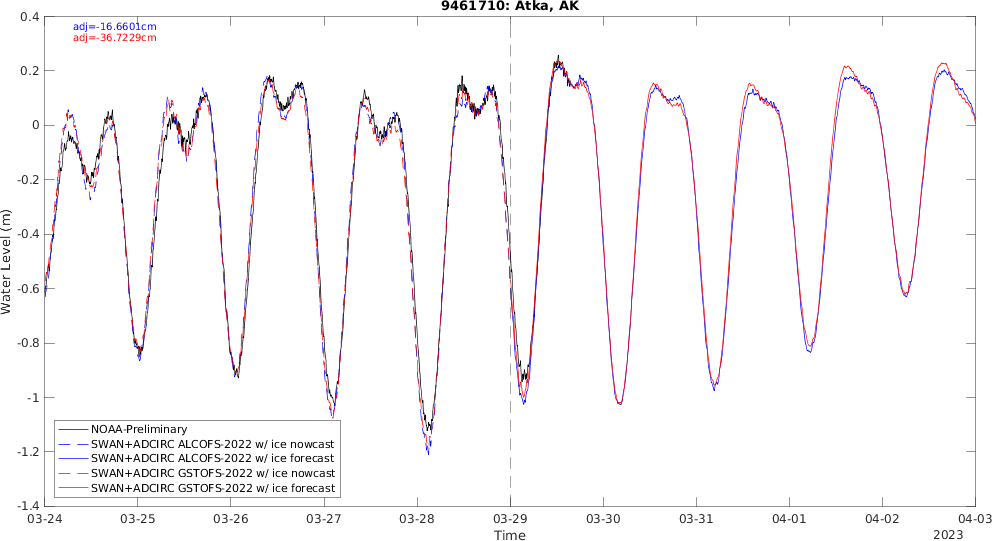 9461710: Atka, AK
adj=-16.6601cm
adj=-36.7229cm
0.4
0.2
0
-0.2
-0.4
-0.6
-0.8
-1
-1.2
-1.4
Water Level (m)
NOAA-Preliminary
SWAN+ADCIRC ALCOFS-2022 w/ ice nowcast
SWAN+ADCIRC ALCOFS-2022 w/ ice forecast
SWAN+ADCIRC GSTOFS-2022 w/ ice nowcast
SWAN+ADCIRC GSTOFS-2022 w/ ice forecast
03-24 03-25 03-26 03-27 03-28 03-29 03-30 03-31 04-01 04-02 04-03
Time
2023